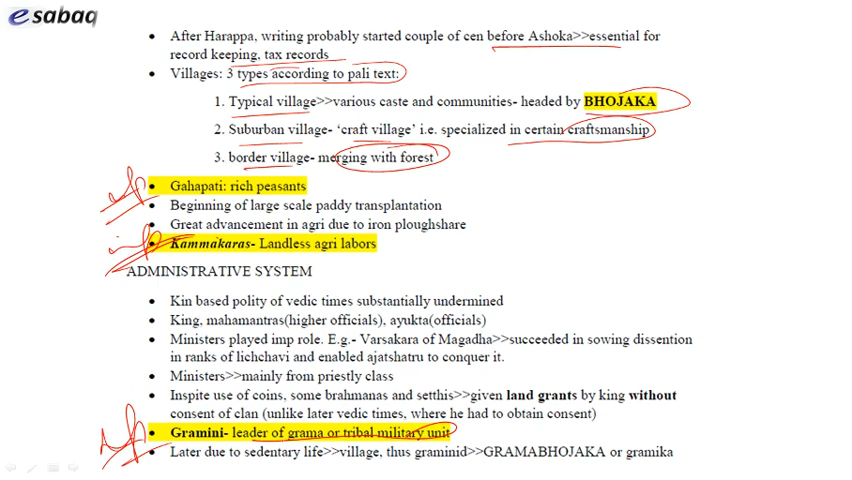 esabaq
• After Harappa, writing probably started couple of cen before Ashoka>>essential for
record keeping, tax records
• Villages: 3 types according to pali text:
1. Typical village>>various caste and communities- headed by BHOJAKA
2. Suburban village- ‘craft village’ i.e. specialized in certain craftsmanship
3. border village- merging with forest
imp
• Gahapati: rich peasants
• Beginning of large scale paddy transplantation
• Great advancement in agri due to iron ploughshare
imp
• Kammakaras- Landless agri labors
ADMINISTRATIVE SYSTEM
• Kin based polity of vedic times substantially undermined
• King, mahamantras(higher officials), ayukta(officials)
• Ministers played imp role. E.g.- Varsakara of Magadha>>succeeded in sowing dissention
in ranks of lichchavi and enabled ajatshatru to conquer it.
• Ministers>>mainly from priestly class
• Inspite use of coins, some brahmanas and setthis>>given land grants by king without
consent of clan (unlike later vedic times, where he had to obtain consent)
imp
• Gramini- leader of grama or tribal military unit
• Later due to sedentary life>>village, thus graminid>>GRAMABHOJAKA or gramika